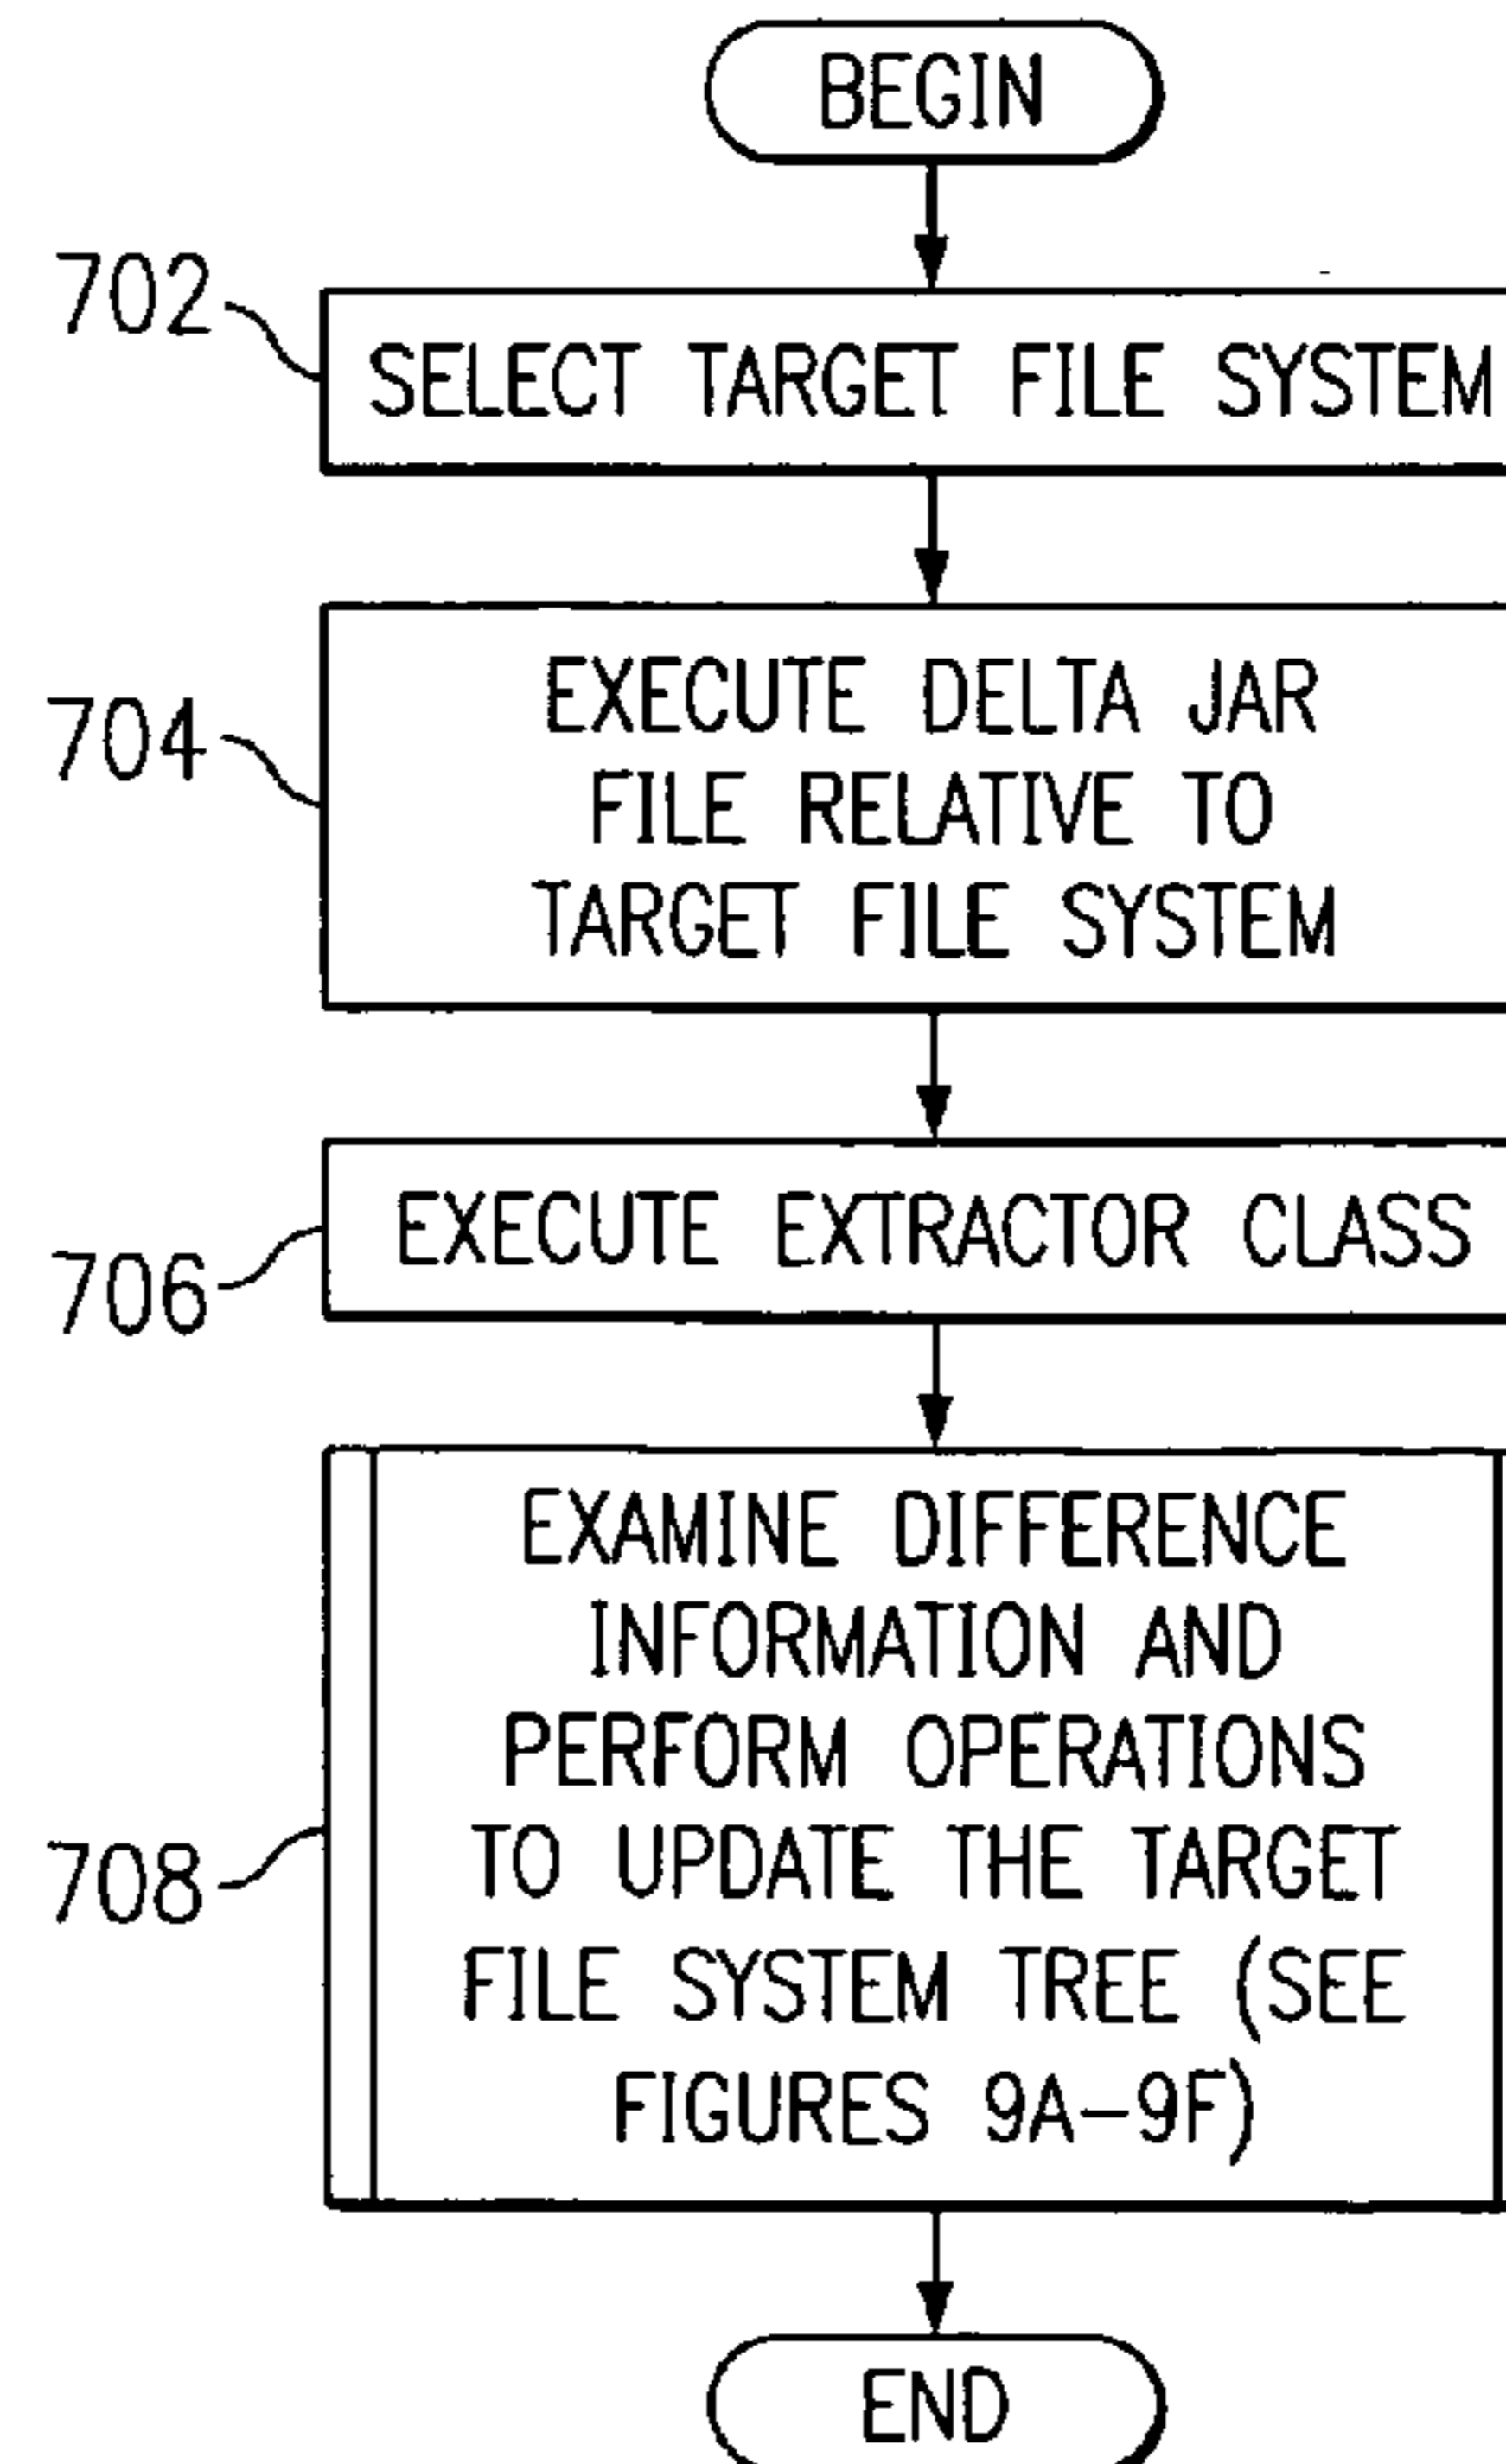 BEGIN
702
SELECT TARGET FILE SYSTEM
704
EXECUTE DELTA JAR
FILE RELATIVE TO
TARGET FILE SYSTEM
706
EXECUTE EXTRACTOR CLASS
708
EXAMINE DIFFERENCE
INFORMATION AND
PERFORM OPERATIONS
TO UPDATE THE TARGET
FILE SYSTEM TREE (SEE
FIGURES 9A-9F)
END